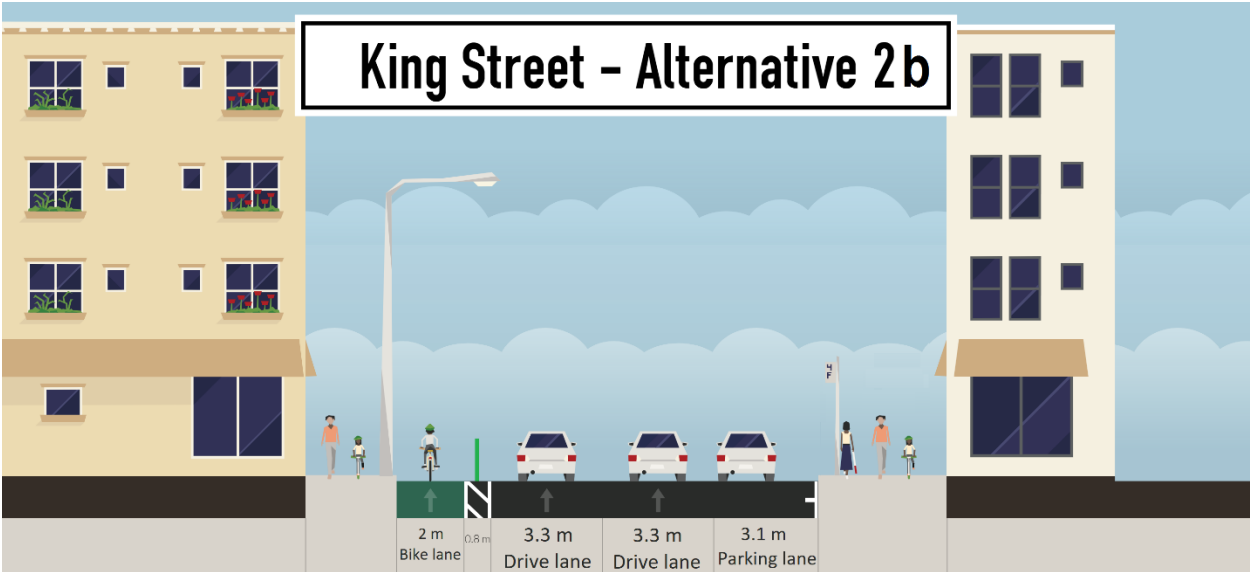 King Street - Alternative 2b
4
F
2 m
Bike lane
0.8 m
3.3 m
Drive lane
3.3 m
Drive lane
3.1 m
Parking lane